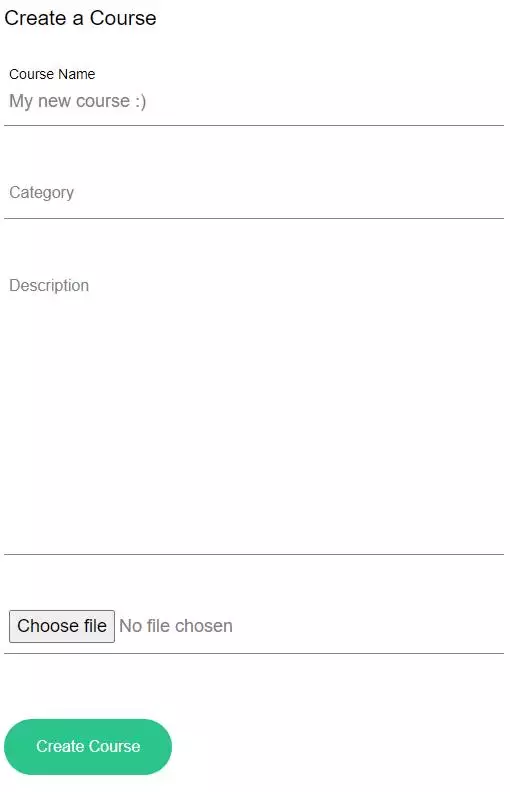 Create a Course
Course Name
My new course :)
Category
Description
Choose file No file chosen
Create Course